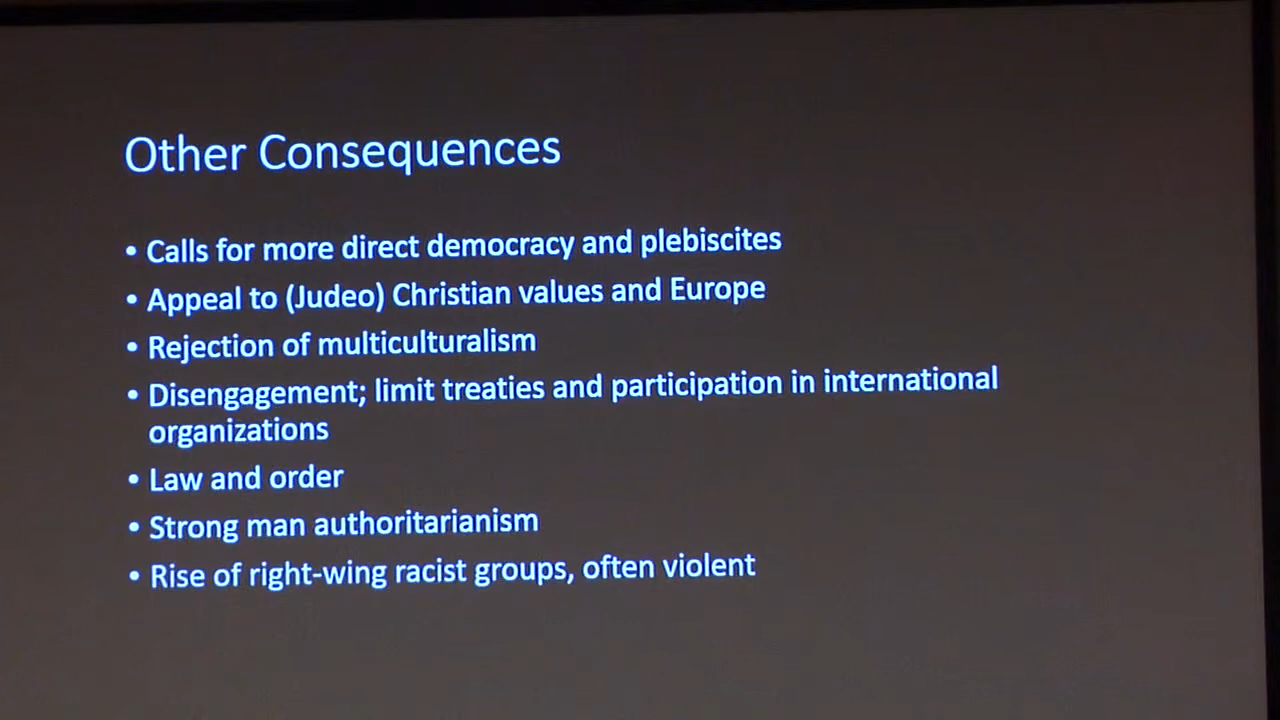 Other Consequences
• Calls for more direct democracy and plebiscites
• Appeal to (Judeo) Christian values and Europe
• Rejection of multiculturalism
• Disengagement; limit treaties and participation in international
organizations
• Law and order
• Strong man authoritarianism
• Rise of right-wing racist groups, often violent